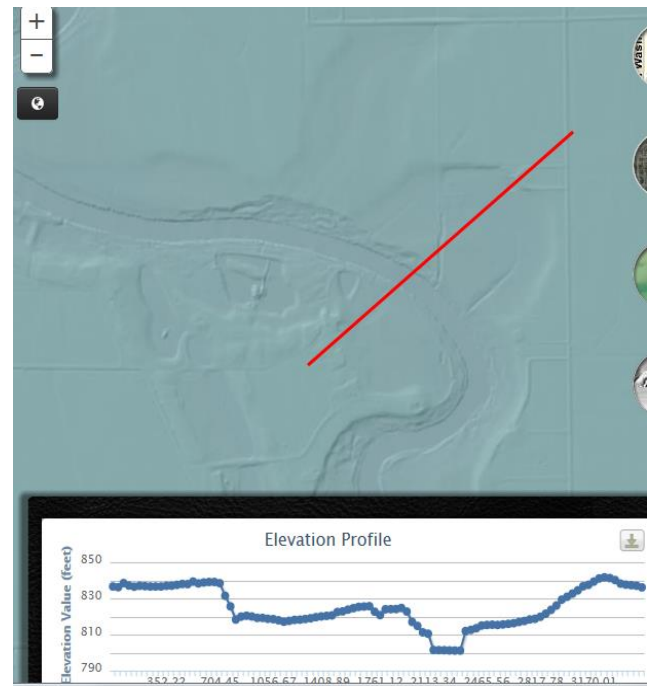 +
−
Wash
Elevation Profile
Elevation Value (feet)
850
830
810
790
352.22 704.45 1056.67 1408.89 1761.12 2113.34 2465.56 2817.78 3170.01